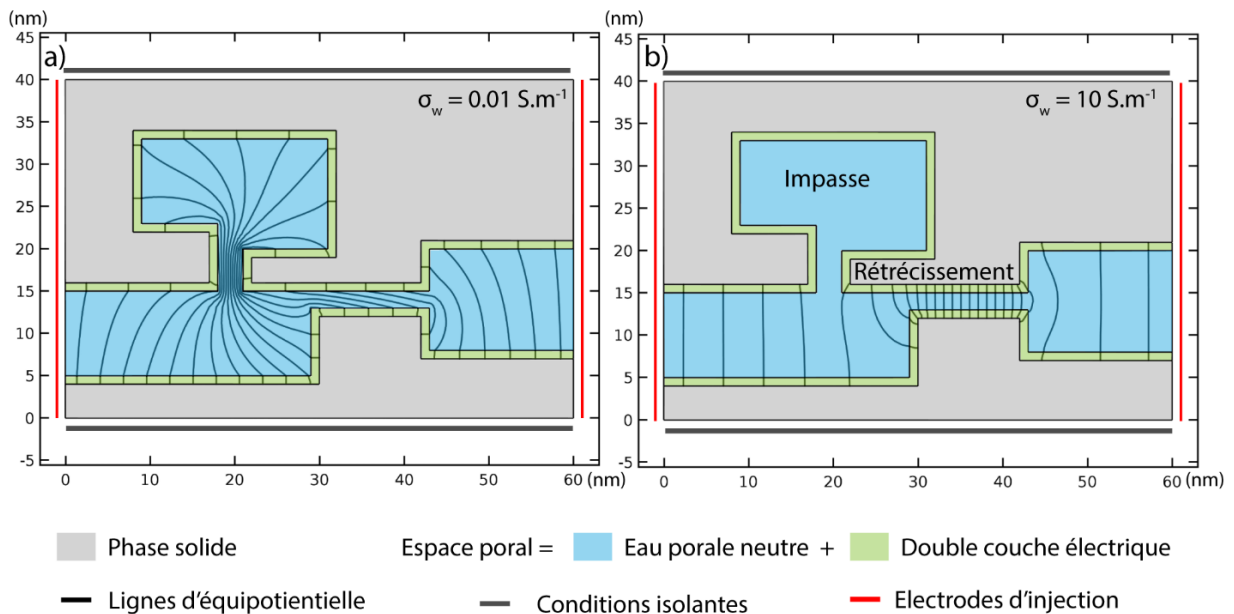 (nm)
45
a)
40
σw = 0.01 S.m-1
35
30
25
20
15
10
5
0
-5
0 10 20 30 40 50 60 (nm)
(nm)
45
b)
40
σw = 10 S.m-1
35
Impasse
30
25
20
Rétrécissement
15
10
5
0
-5
0 10 20 30 40 50 60 (nm)
Phase solide
Espace poral = Eau porale neutre + Double couche électrique
Lignes d'équipotentielle
Conditions isolantes
Electrodes d'injection